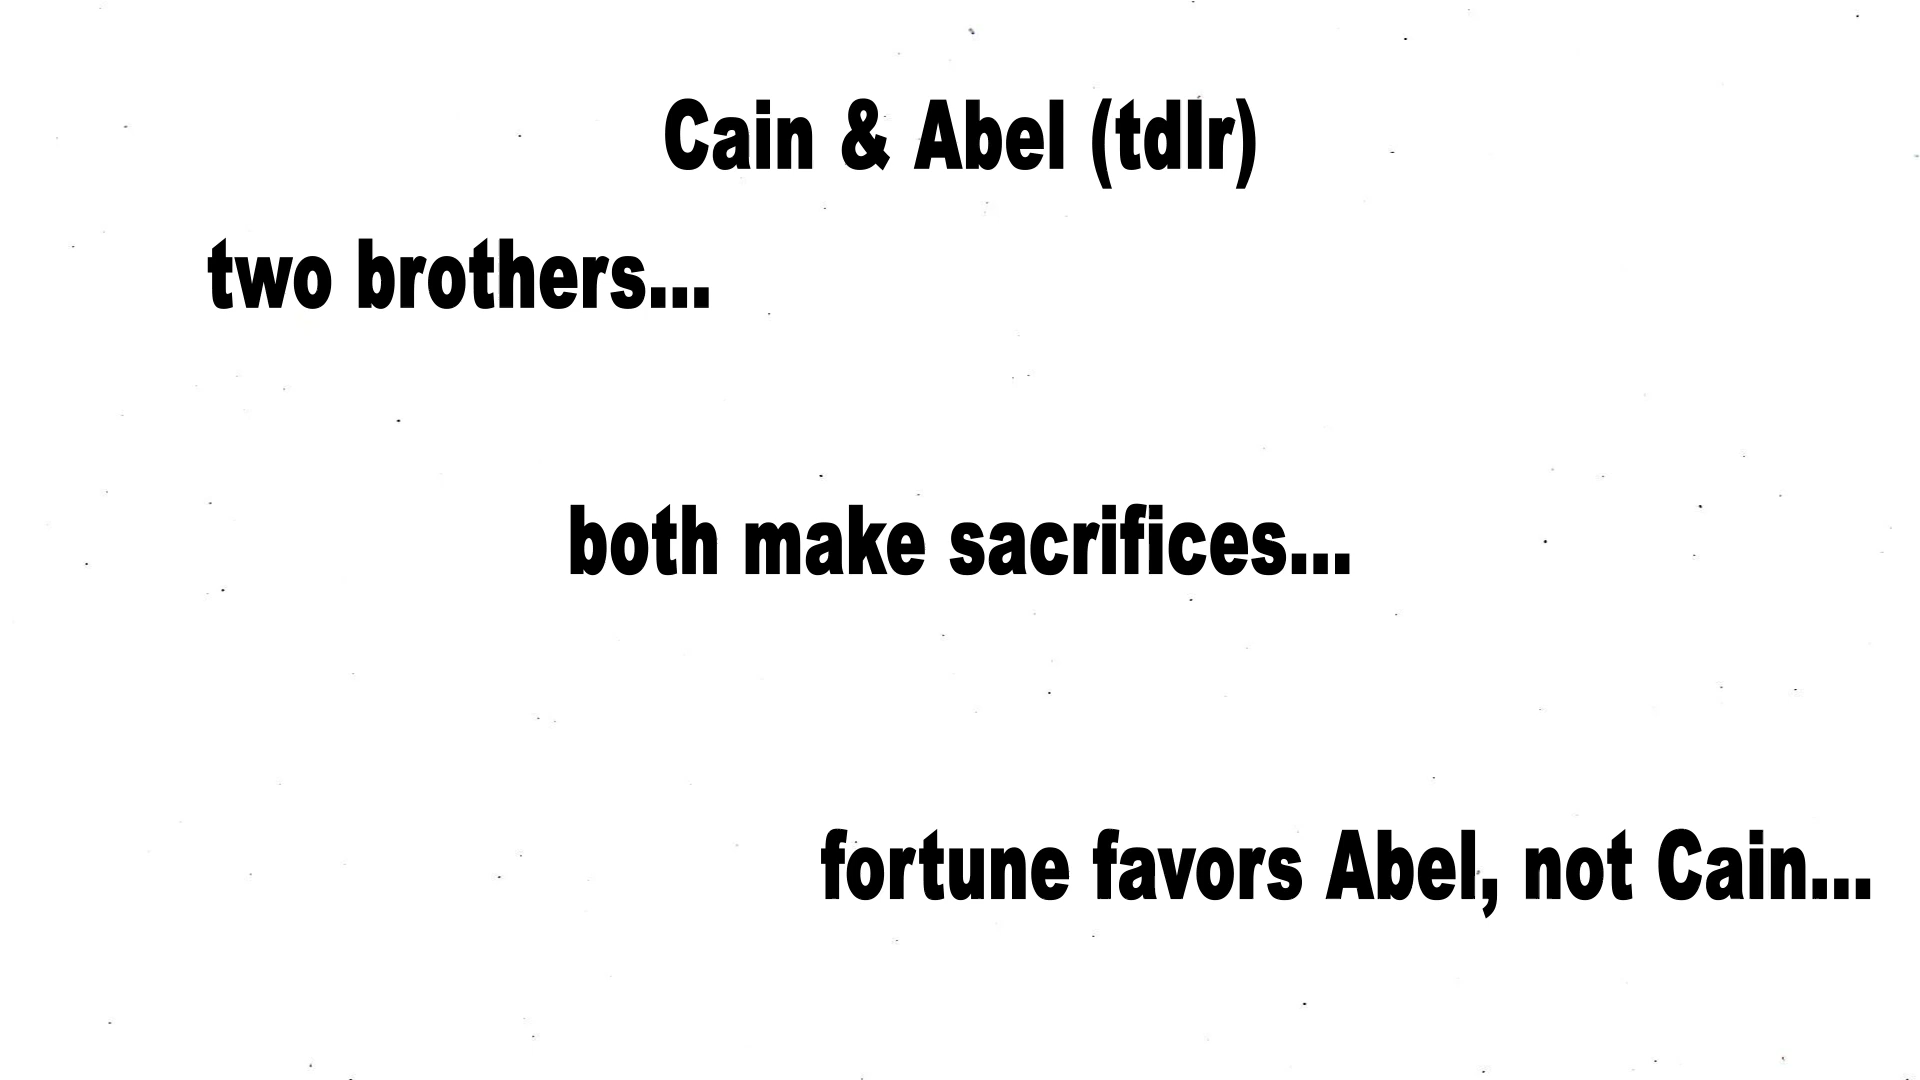 Cain & Abel (tdlr)
two brothers...
both make sacrifices...
fortune favors Abel, not Cain...